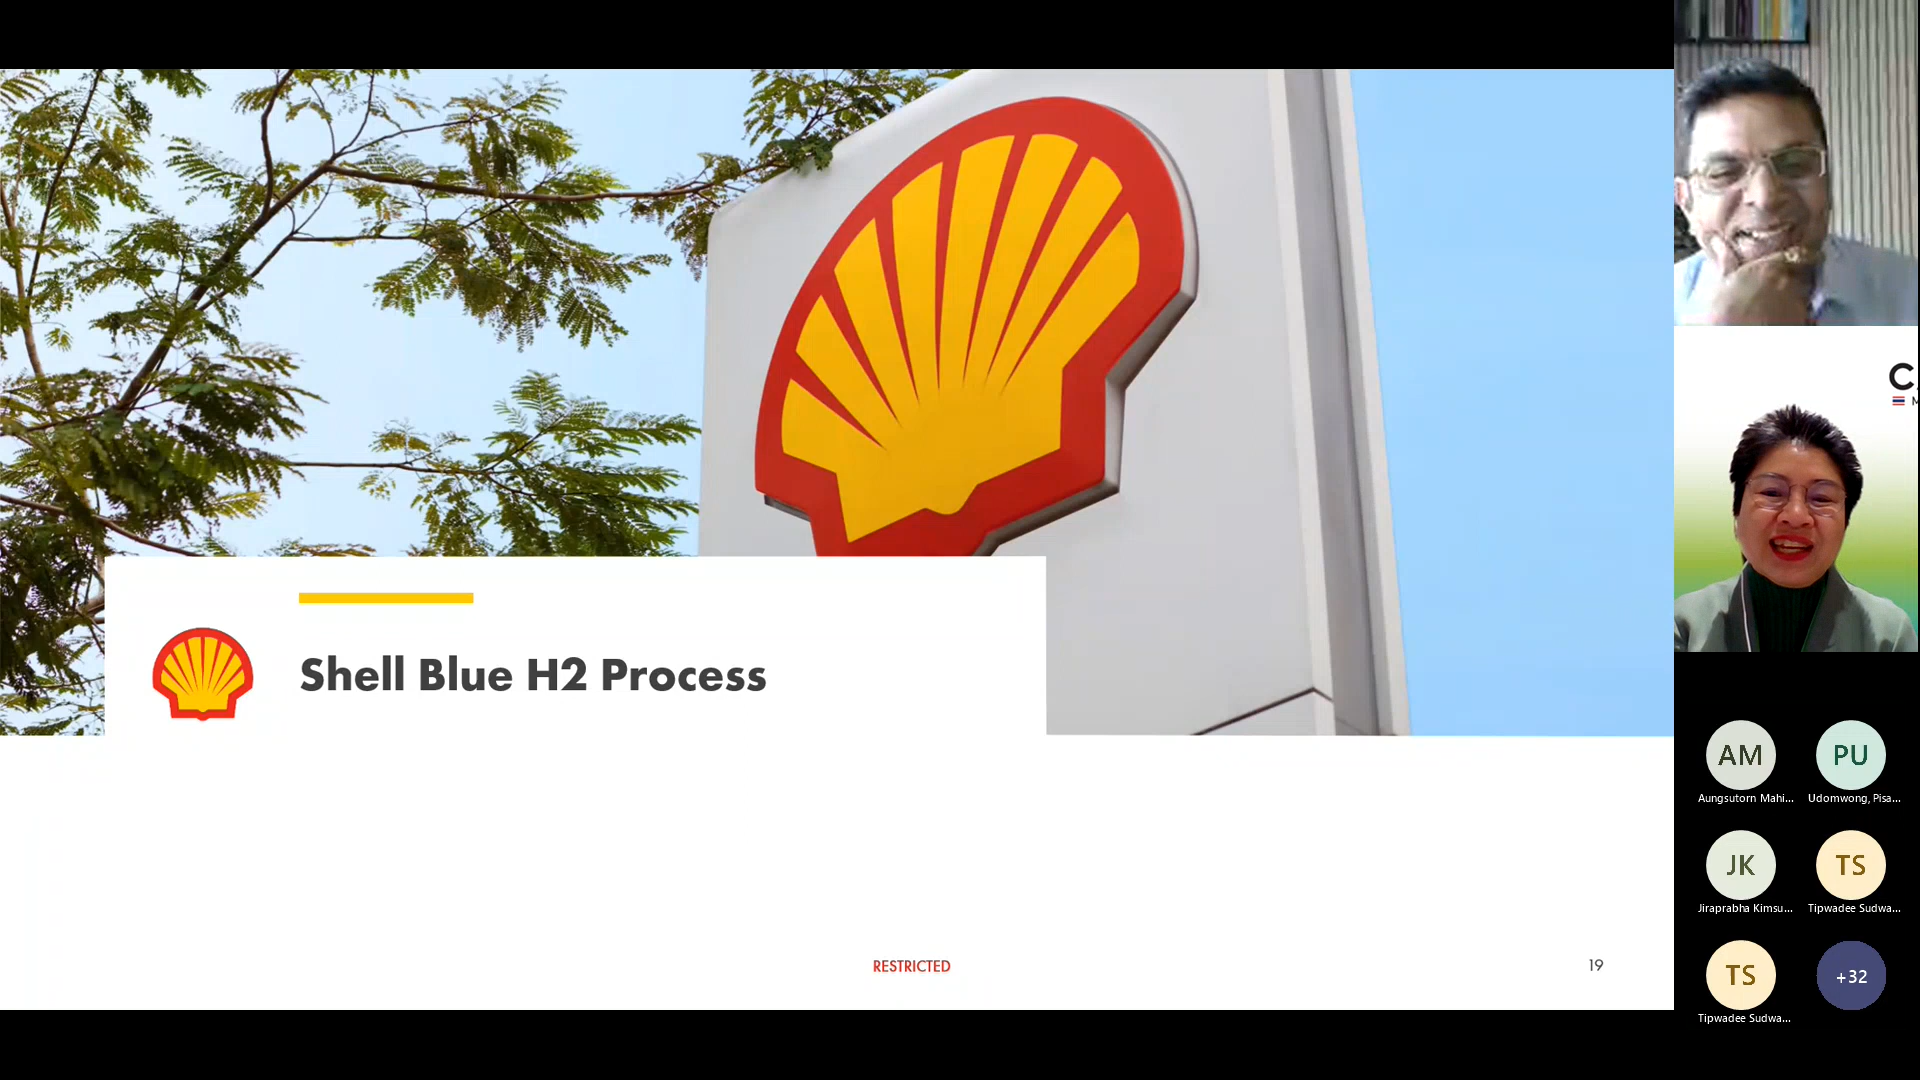 Shell Blue H2 Process
RESTRICTED
19
C
M
AM
PU
Aungsutorn Mahi...
Udomwong, Pisa...
JK
TS
Jiraprabha Kimsu...
Tipwadee Sudwa...
TS
+32
Tipwadee Sudwa...